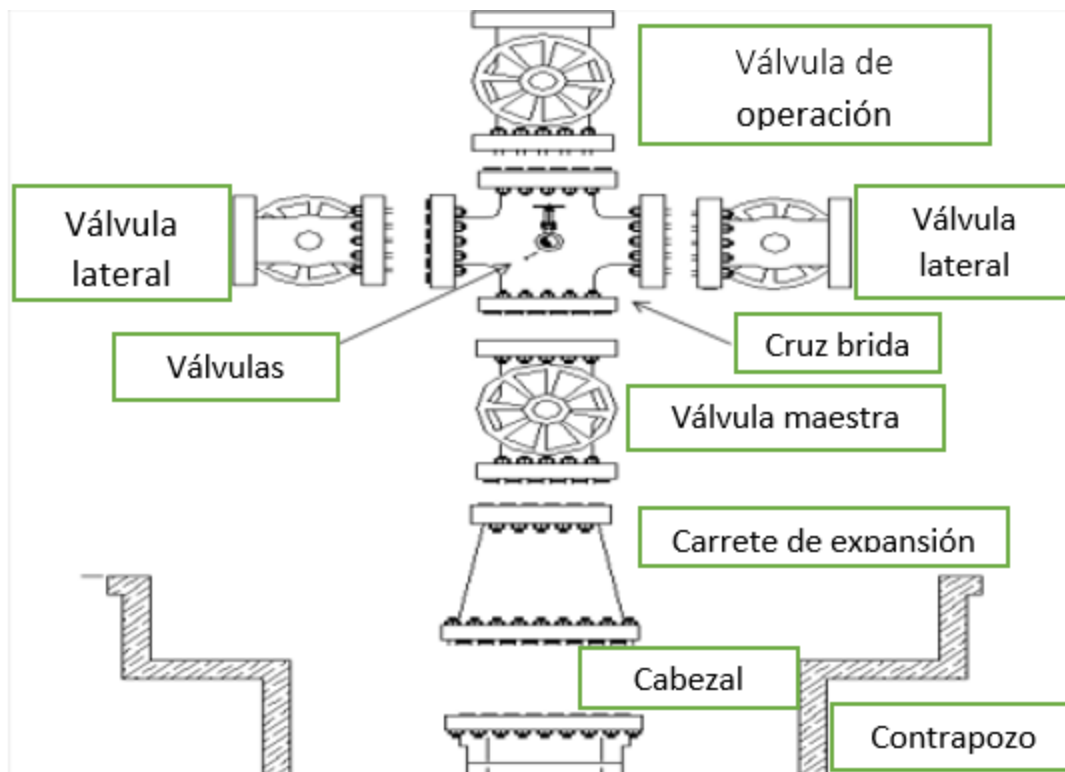 Válvula de
operación
Válvula
lateral
Válvula
lateral
Válvulas
Cruz brida
Válvula maestra
Carrete de expansión
Cabezal
Contrapozo